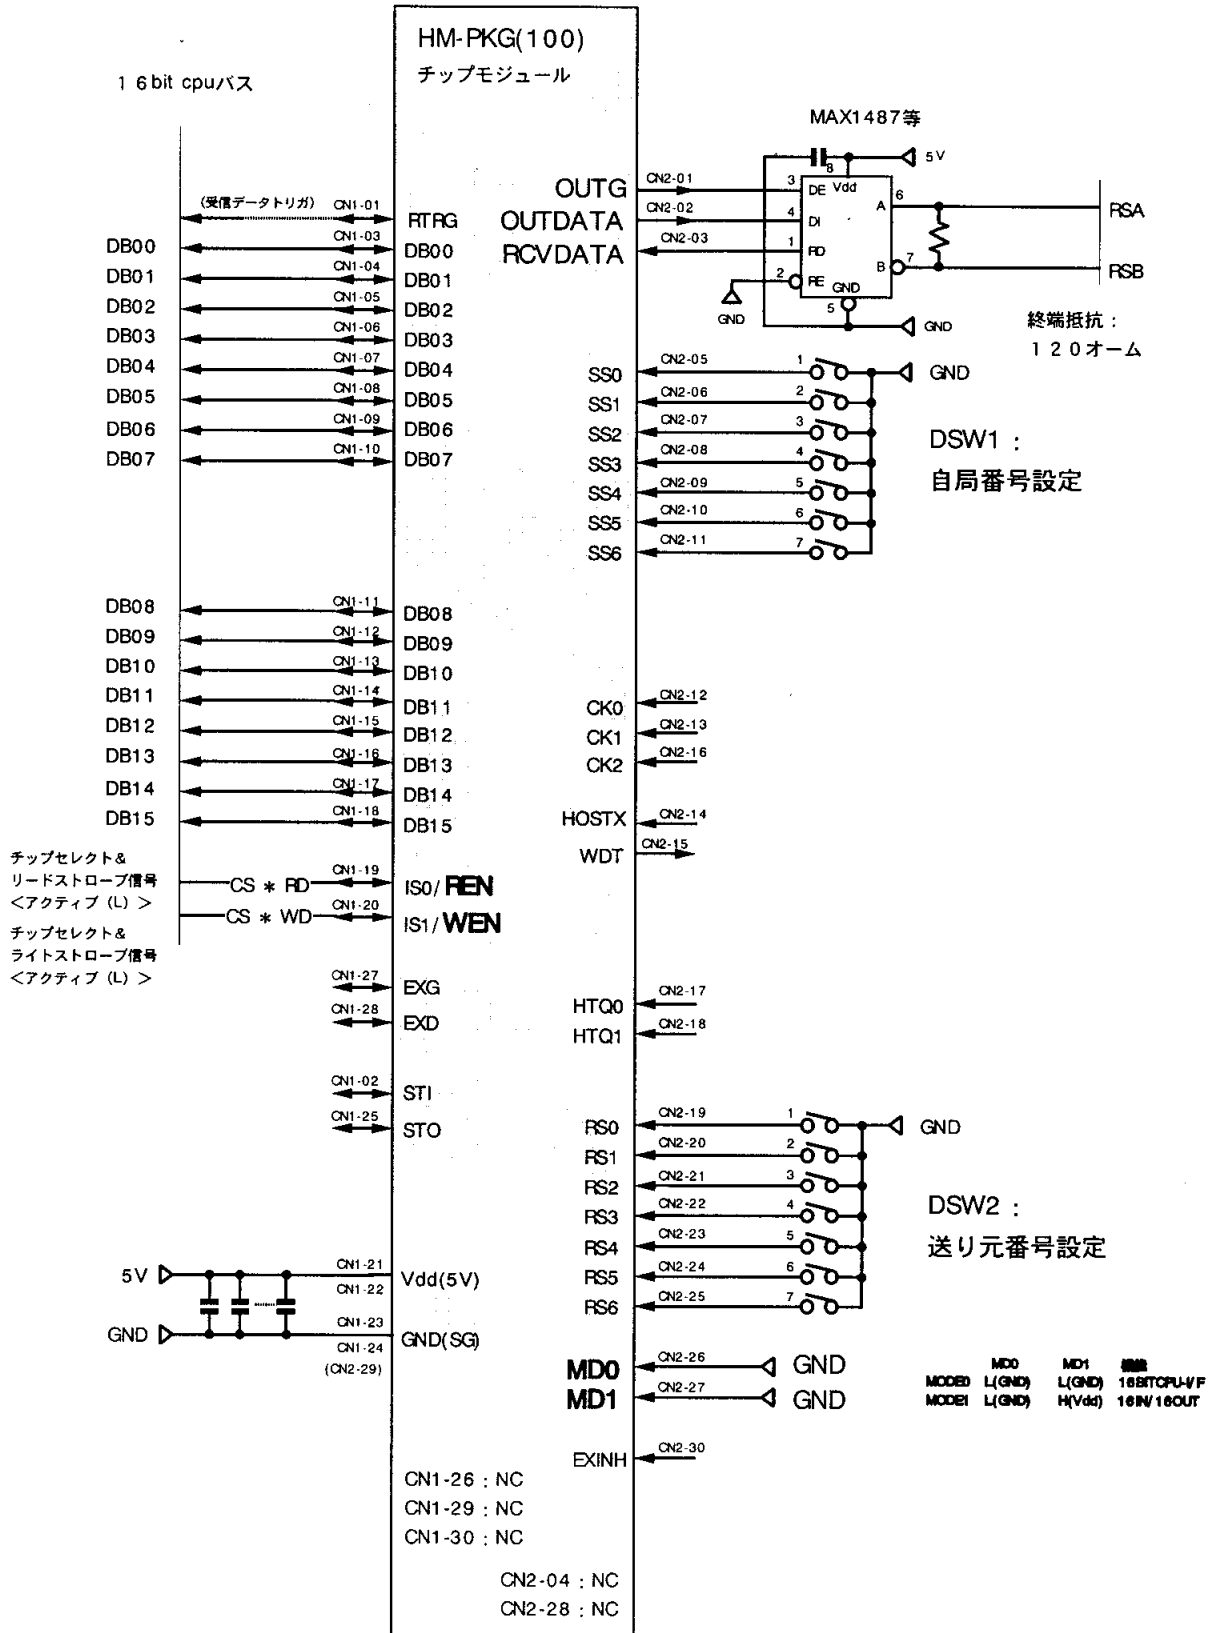 HM-PKG(100)
チップモジュール
16bit cpuバス
MAX1487等
5V
8
Vdd
OUTG CN2-01 3 DE
OUTDATA CN2-02 4 DI
RCVDATA CN2-03 1 RD
2 RE
GND
5
GND
GND
A 6 RSA
B 7 RSB
終端抵抗：
120オーム
(受信データトリガ) CN1-01 RTRG
DB00 CN1-03 DB00
DB01 CN1-04 DB01
DB02 CN1-05 DB02
DB03 CN1-06 DB03
DB04 CN1-07 DB04
DB05 CN1-08 DB05
DB06 CN1-09 DB06
DB07 CN1-10 DB07
SS0 CN2-05 1 GND
SS1 CN2-06 2
SS2 CN2-07 3
SS3 CN2-08 4
SS4 CN2-09 5
SS5 CN2-10 6
SS6 CN2-11 7
DSW1：
自局番号設定
DB08 CN1-11 DB08
DB09 CN1-12 DB09
DB10 CN1-13 DB10
DB11 CN1-14 DB11
DB12 CN1-15 DB12
DB13 CN1-16 DB13
DB14 CN1-17 DB14
DB15 CN1-18 DB15
CK0 CN2-12
CK1 CN2-13
CK2 CN2-16
HOSTX CN2-14
WDT CN2-15
チップセレクト&
リードストローブ信号
＜アクティブ（L）＞
CS * RD CN1-19 IS0/REN
CS * WD CN1-20 IS1/WEN
チップセレクト&
ライトストローブ信号
＜アクティブ（L）＞
CN1-27 EXG
CN1-28 EXD
HTQ0 CN2-17
HTQ1 CN2-18
CN1-02 STI
CN1-25 STO
RS0 CN2-19 1 GND
RS1 CN2-20 2
RS2 CN2-21 3
RS3 CN2-22 4
RS4 CN2-23 5
RS5 CN2-24 6
RS6 CN2-25 7
DSW2：
送り元番号設定
5V CN1-21 Vdd(5V)
CN1-22
GND CN1-23 GND(SG)
CN1-24
(CN2-29)
MD0 CN2-26 GND
MD1 CN2-27 GND
MD0 MD1 機能
MODE0 L(GND) L(GND) 16BITCPU-I/F
MODE1 L(GND) H(Vdd) 16IN/16OUT
EXINH CN2-30
CN1-26：NC
CN1-29：NC
CN1-30：NC
CN2-04：NC
CN2-28：NC